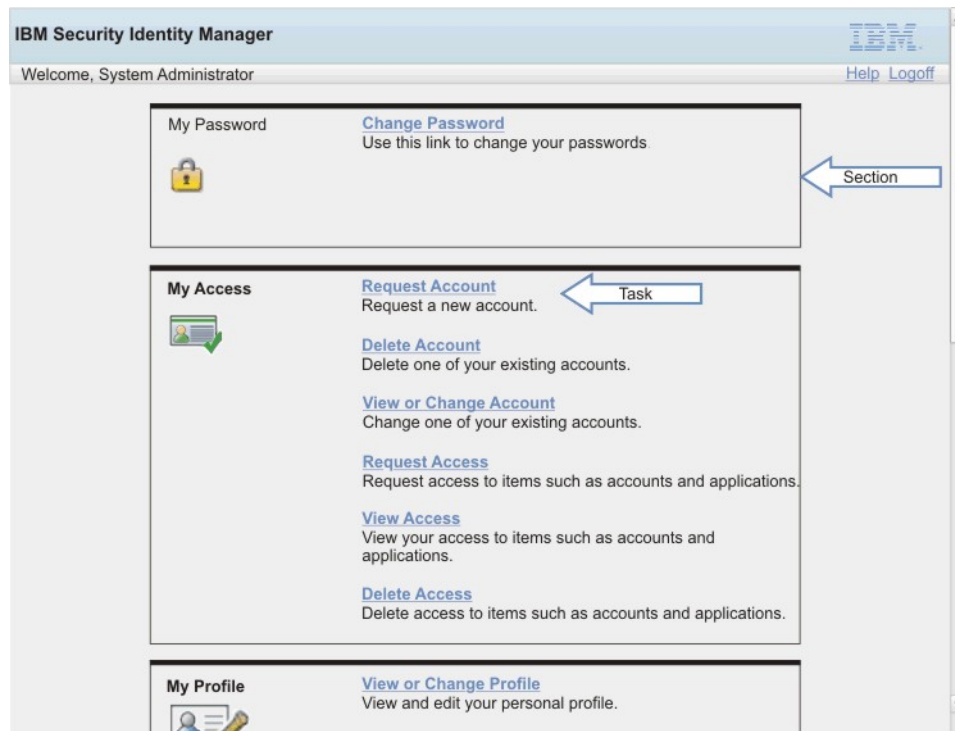 IBM Security Identity Manager
IBM.
Welcome, System Administrator
Help Logoff
My Password
Change Password
Use this link to change your passwords
Section
My Access
Request Account
Request a new account.
Task
Delete Account
Delete one of your existing accounts.
View or Change Account
Change one of your existing accounts.
Request Access
Request access to items such as accounts and applications.
View Access
View your access to items such as accounts and
applications.
Delete Access
Delete access to items such as accounts and applications.
My Profile
View or Change Profile
View and edit your personal profile.